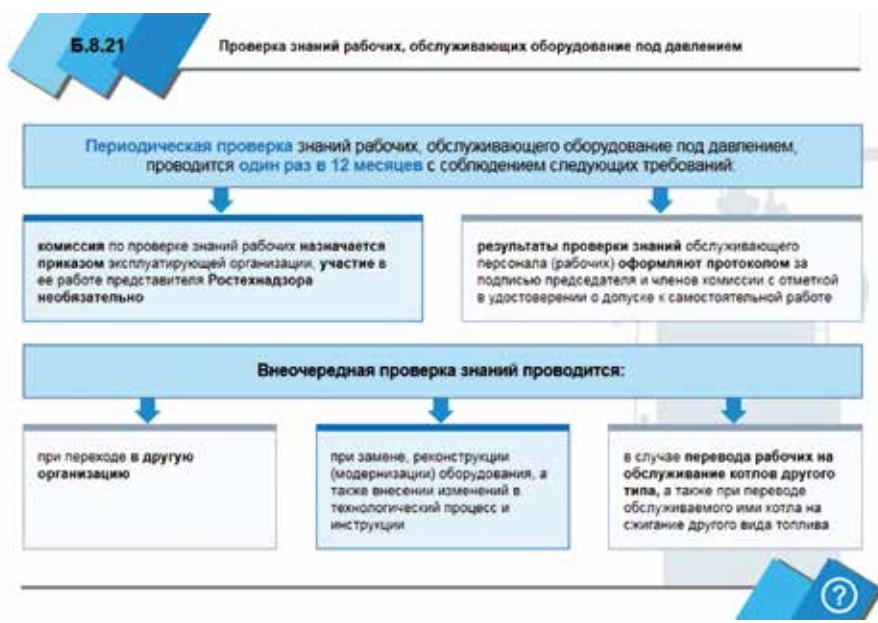 Б.8.21
Проверка знаний рабочих, обслуживающих оборудование под давлением
Периодическая проверка знаний рабочих, обслуживающего оборудование под давлением,
проводится один раз в 12 месяцев с соблюдением следующих требований:
комиссия по проверке знаний рабочих назначается
приказом эксплуатирующей организации, участие в
ее работе представителя Ростехнадзора
необязательно
результаты проверки знаний обслуживающего
персонала (рабочих) оформляют протоколом за
подписью председателя и членов комиссии с отметкой
в удостоверении о допуске к самостоятельной работе
Внеочередная проверка знаний проводится:
при переходе в другую
организацию
при замене, реконструкции
(модернизации) оборудования, а
также внесении изменений в
технологический процесс и
инструкции
в случае перевода рабочих на
обслуживание котлов другого
типа, а также при переводе
обслуживаемого ими котла на
сжигание другого вида топлива
?